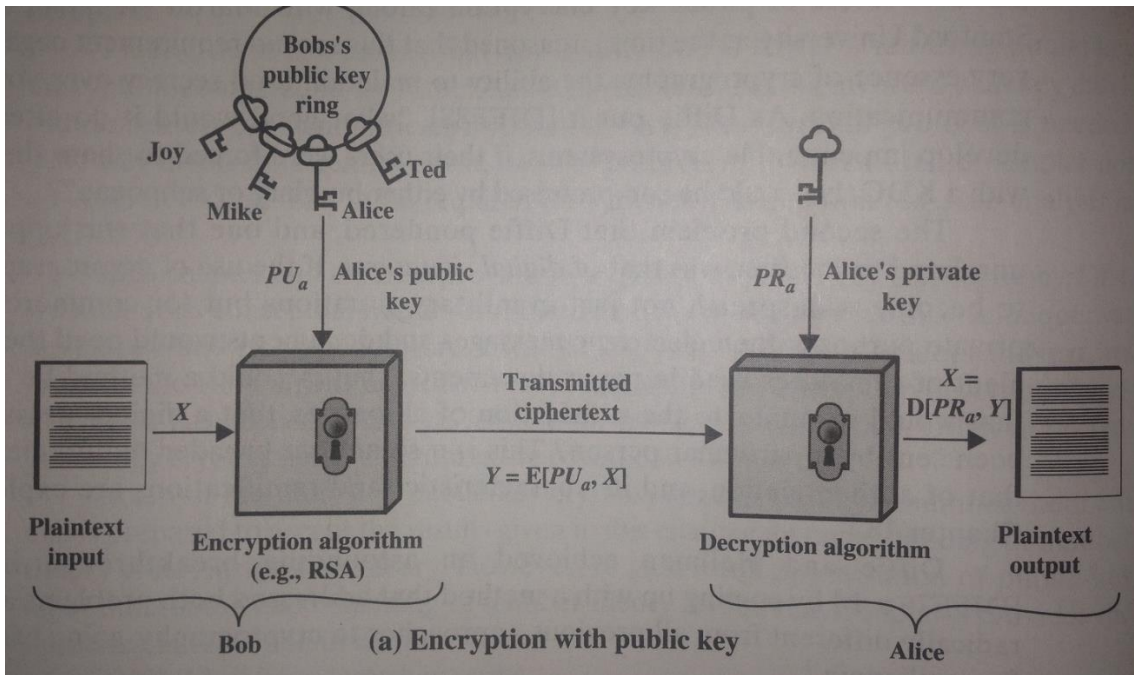 Bobs's
public key
ring
Joy
Ted
Mike
Alice
PUₐ
Alice's public
key
PRₐ
Alice's private
key
X
Transmitted
ciphertext
X =
D[PRₐ, Y]
Y = E[PUₐ, X]
Plaintext
input
Encryption algorithm
(e.g., RSA)
Decryption algorithm
Plaintext
output
Bob
(a) Encryption with public key
Alice